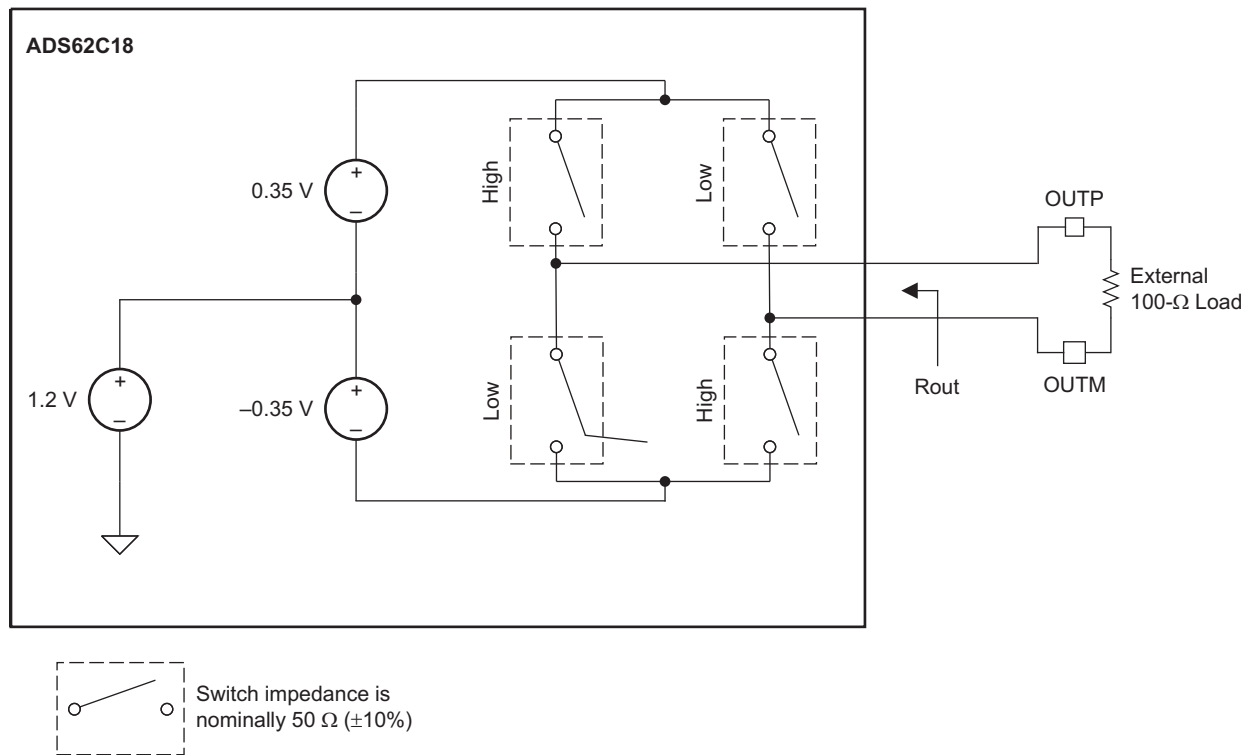 ADS62C18
+
0.35 V
–
High
Low
OUTP
External
100-Ω Load
+
1.2 V
–
+
–0.35 V
–
Low
High
Rout
OUTM
Switch impedance is
nominally 50 Ω (±10%)